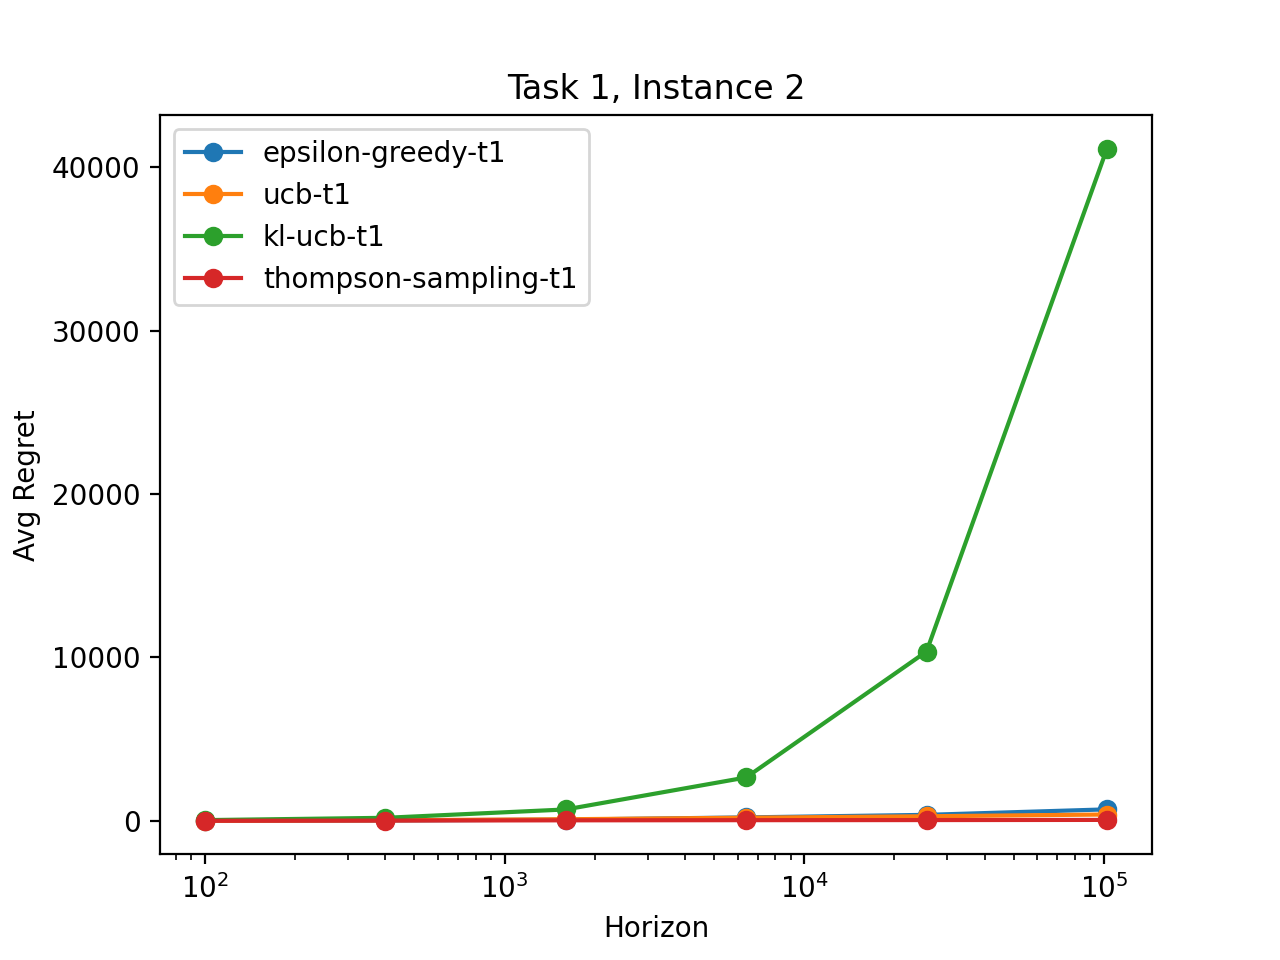 Task 1, Instance 2
epsilon-greedy-t1
ucb-t1
kl-ucb-t1
thompson-sampling-t1
40000
30000
20000
10000
0
Avg Regret
10²
10³
10⁴
10⁵
Horizon